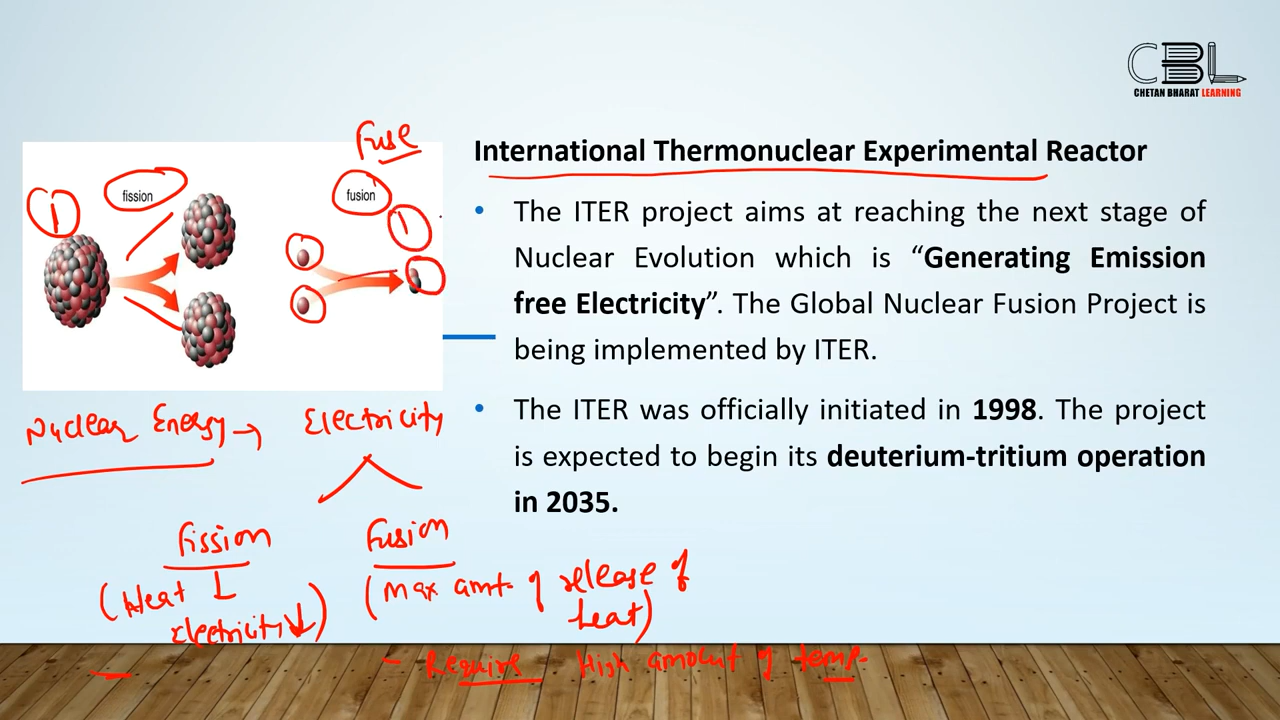 CBL
CHETAN BHARAT LEARNING
Fuse
International Thermonuclear Experimental Reactor
1
fission
fusion
1
• The ITER project aims at reaching the next stage of
Nuclear Evolution which is “Generating Emission
free Electricity”. The Global Nuclear Fusion Project is
being implemented by ITER.
• The ITER was officially initiated in 1998. The project
is expected to begin its deuterium-tritium operation
in 2035.
Nuclear Energy → Electricity
Fission
Fusion
(Heat ↓
electricity ↓)
(Max amt. of release of
heat)
- Require High amount of temp.